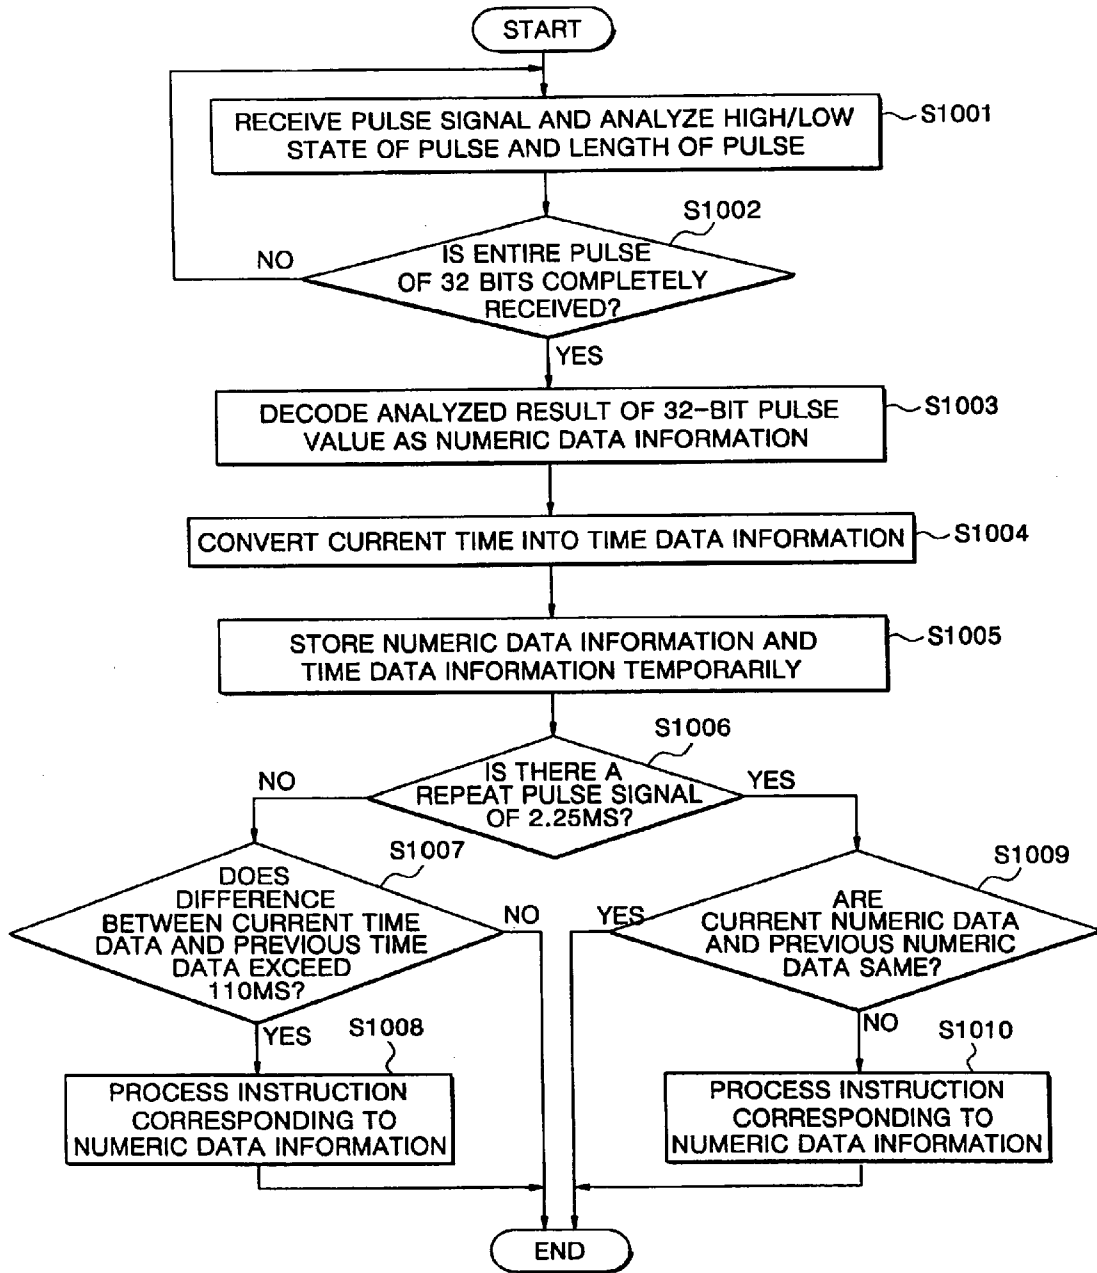 START
RECEIVE PULSE SIGNAL AND ANALYZE HIGH/LOW
STATE OF PULSE AND LENGTH OF PULSE
S1001
S1002
IS ENTIRE PULSE
OF 32 BITS COMPLETELY
RECEIVED?
NO
YES
DECODE ANALYZED RESULT OF 32-BIT PULSE
VALUE AS NUMERIC DATA INFORMATION
S1003
CONVERT CURRENT TIME INTO TIME DATA INFORMATION
S1004
STORE NUMERIC DATA INFORMATION AND
TIME DATA INFORMATION TEMPORARILY
S1005
S1006
IS THERE A
REPEAT PULSE SIGNAL
OF 2.25MS?
NO
YES
S1007
DOES
DIFFERENCE
BETWEEN CURRENT TIME
DATA AND PREVIOUS TIME
DATA EXCEED
110MS?
NO
YES
S1008
PROCESS INSTRUCTION
CORRESPONDING TO
NUMERIC DATA INFORMATION
S1009
ARE
CURRENT NUMERIC DATA
AND PREVIOUS NUMERIC
DATA SAME?
YES
NO
S1010
PROCESS INSTRUCTION
CORRESPONDING TO
NUMERIC DATA INFORMATION
END